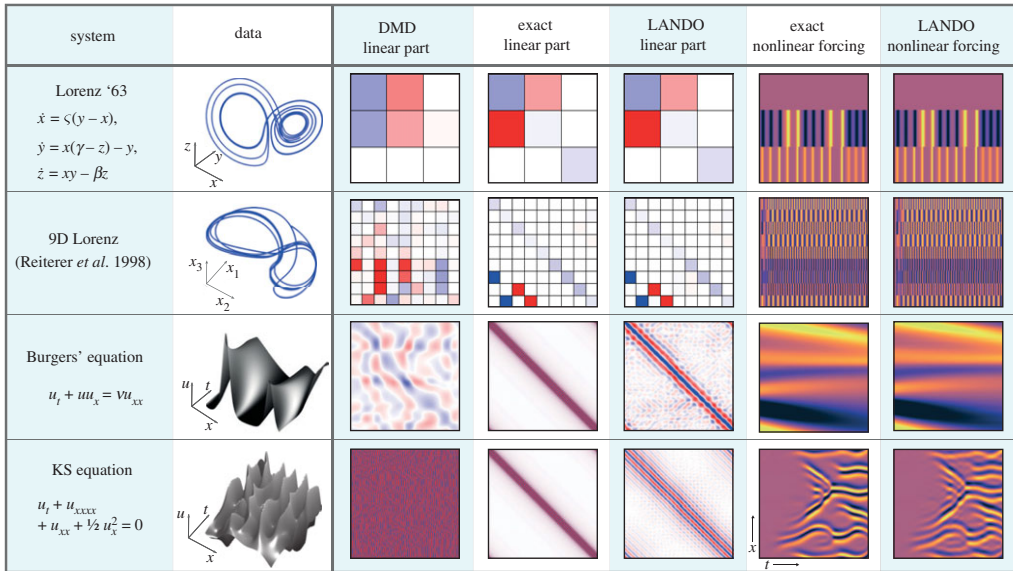 system
data
DMD
linear part
exact
linear part
LANDO
linear part
exact
nonlinear forcing
LANDO
nonlinear forcing
Lorenz ‘63
ẋ = ς(y – x),
ẏ = x(γ – z) – y,
ż = xy – βz
z
y
x
9D Lorenz
(Reiterer et al. 1998)
x₃
x₁
x₂
Burgers’ equation
uₜ + uuₓ = νuₓₓ
u
t
x
KS equation
uₜ + uₓₓₓₓ
+ uₓₓ + ½ uₓ² = 0
u
t
x
x
t